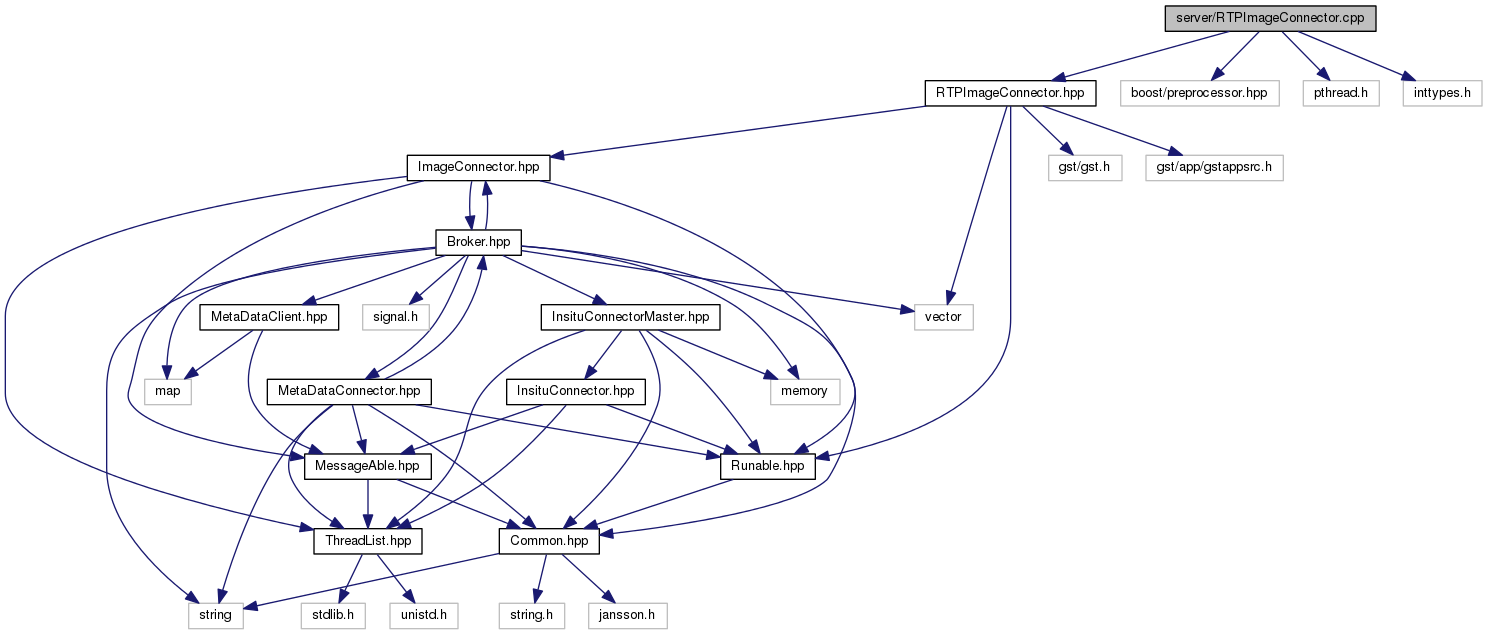 server/RTPImageConnector.cpp
RTPImageConnector.hpp
boost/preprocessor.hpp
pthread.h
inttypes.h
ImageConnector.hpp
gst/gst.h
gst/app/gstappsrc.h
Broker.hpp
MetaDataClient.hpp
signal.h
InsituConnectorMaster.hpp
vector
map
MetaDataConnector.hpp
InsituConnector.hpp
memory
MessageAble.hpp
Runable.hpp
ThreadList.hpp
Common.hpp
string
stdlib.h
unistd.h
string.h
jansson.h